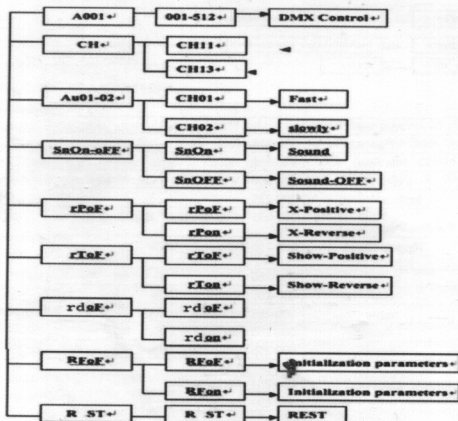 A001 001-512 DMX Control
CH CH11
CH13
Au01-02 CH01 Fast
CH02 slowly
SnOn-oFF SnOn Sound
SnOFF Sound-OFF
rPoF rPoF X-Positive
rPon X-Reverse
rToF rToF Show-Positive
rTon Show-Reverse
rdoF rdoF
rdon
RFoF RFoF Initialization parameters
RFon Initialization parameters
R ST R ST REST